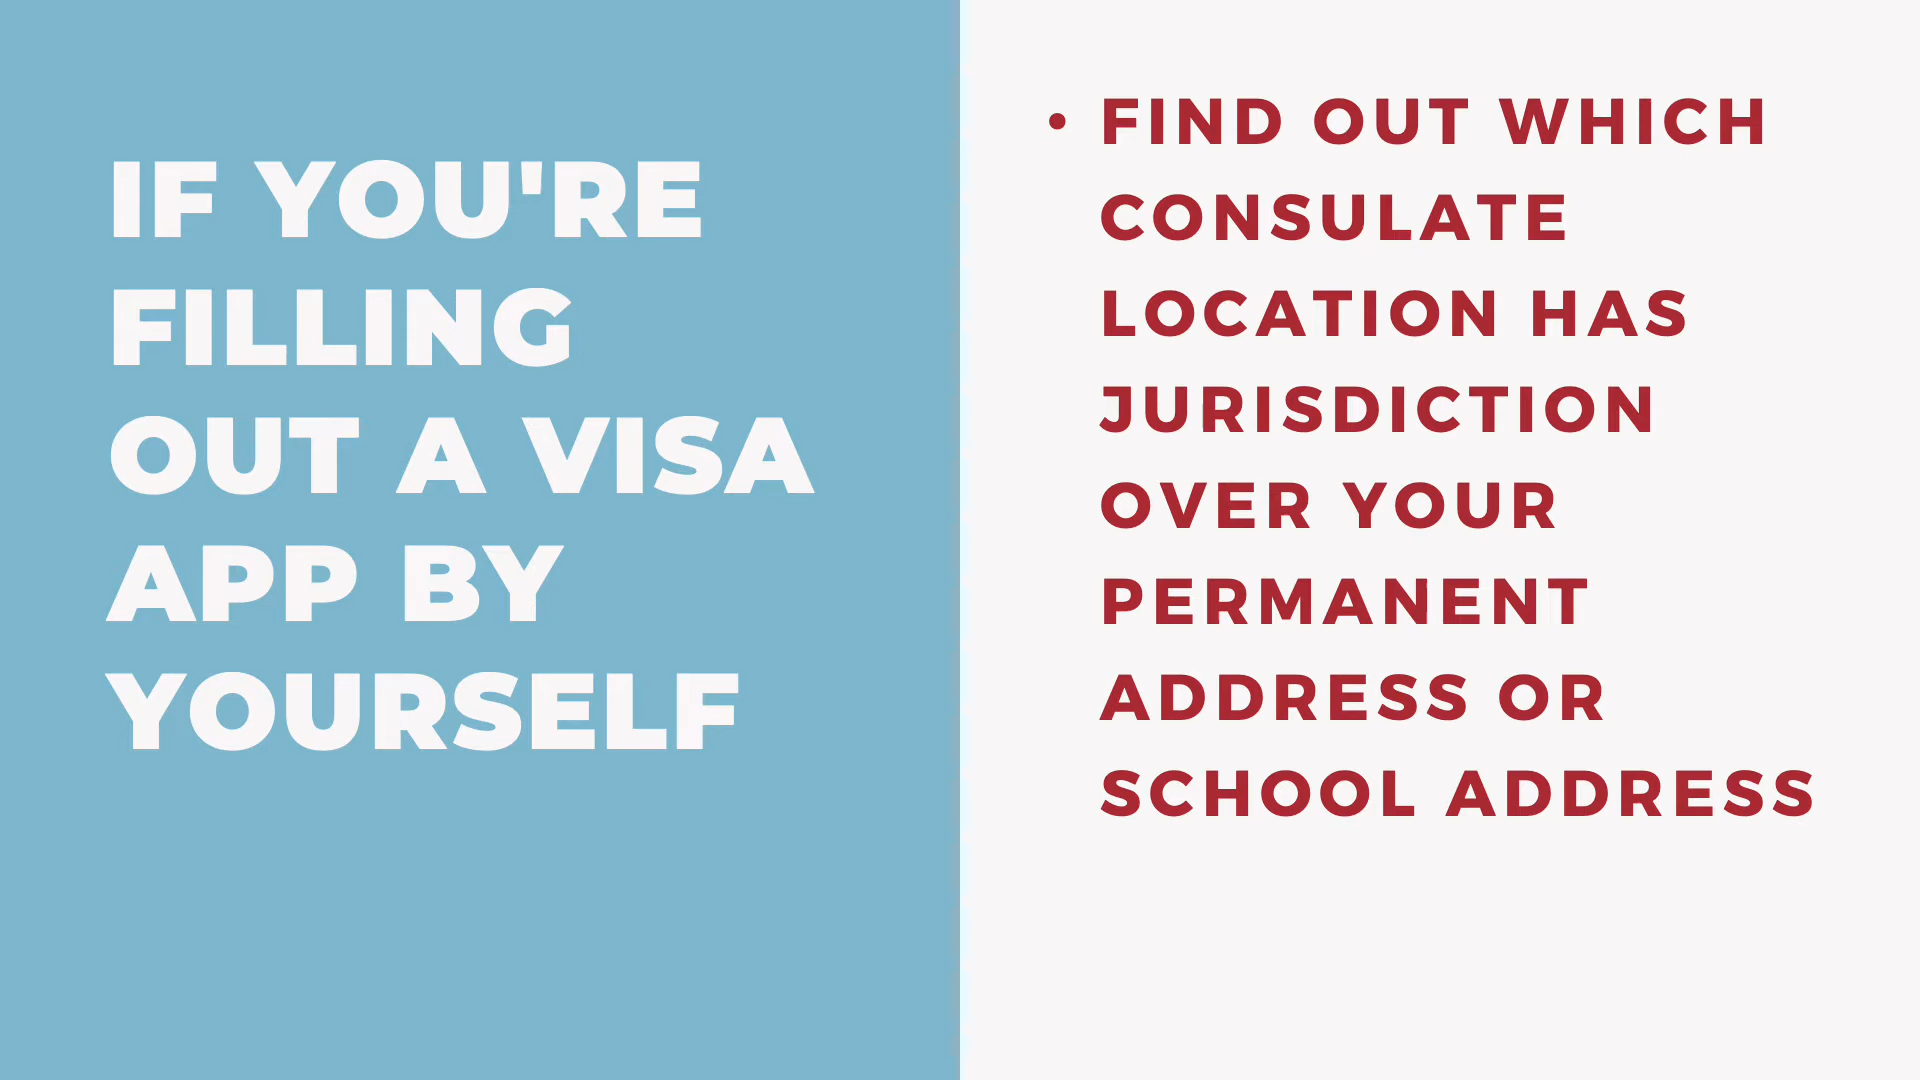 IF YOU'RE
FILLING
OUT A VISA
APP BY
YOURSELF
• FIND OUT WHICH
CONSULATE
LOCATION HAS
JURISDICTION
OVER YOUR
PERMANENT
ADDRESS OR
SCHOOL ADDRESS